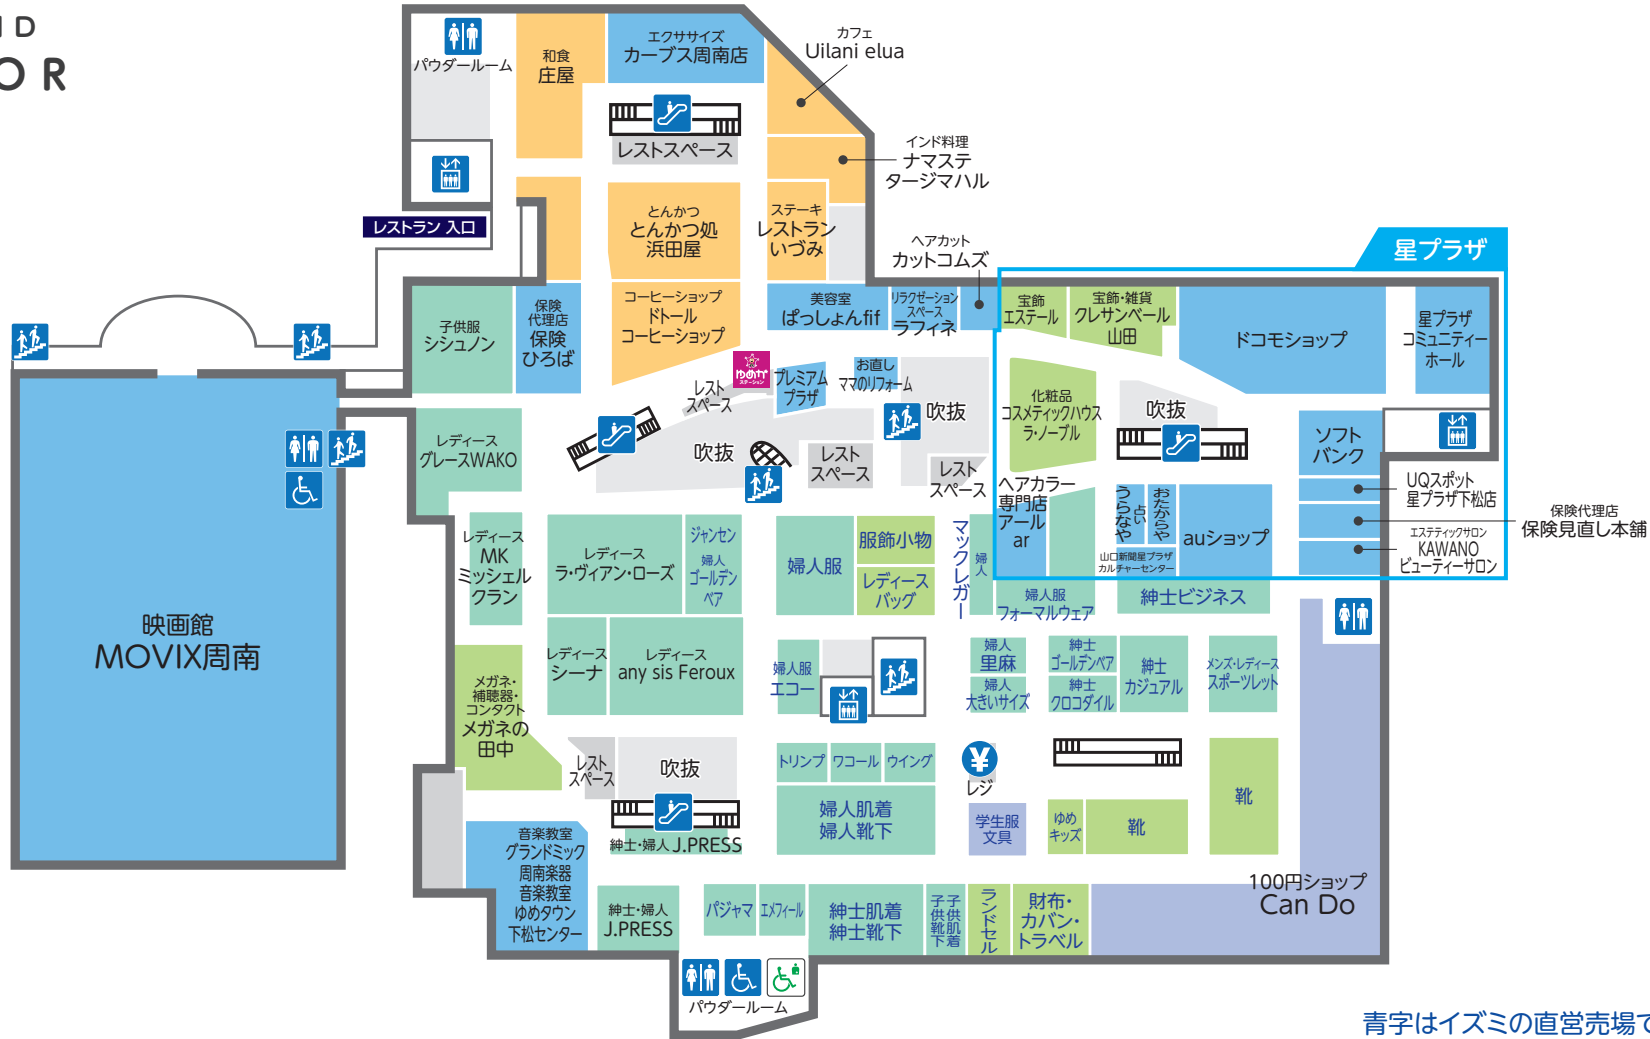 ND
OR
パウダールーム
和食
庄屋
エクササイズ
カーブス周南店
カフェ
Uilani elua
レストスペース
インド料理
ナマステ
タージマハル
レストラン 入口
とんかつ
とんかつ処
浜田屋
ステーキ
レストラン
いづみ
ヘアカット
カットコムズ
星プラザ
子供服
シシュノン
保険
代理店
保険
ひろば
コーヒーショップ
ドトール
コーヒーショップ
美容室
ぱっしょんfif
リラクゼーション
スペース
ラフィネ
宝飾
エステール
宝飾・雑貨
クレサンベール
山田
ドコモショップ
星プラザ
コミュニティー
ホール
ゆめか
ステーション
レスト
スペース
プレミアム
プラザ
お直し
ママのリフォーム
吹抜
化粧品
コスメティックハウス
ラ・ノーブル
吹抜
レディース
グレースWAKO
吹抜
レスト
スペース
レスト
スペース
ソフト
バンク
UQスポット
星プラザ下松店
保険代理店
保険見直し本舗
エステティックサロン
KAWANO
ビューティーサロン
ヘアカラー
専門店
アール
ar
占い
うらなや
おたからや
auショップ
山口新聞星プラザ
カルチャーセンター
レディース
MK
ミッシェル
クラン
レディース
ラ・ヴィアン・ローズ
ジャンセン
婦人
ゴールデン
ベア
婦人服
服飾小物
レディース
バッグ
マックレガー
婦人
婦人服
フォーマルウェア
紳士ビジネス
映画館
MOVIX周南
レディース
シーナ
レディース
any sis Feroux
婦人服
エコー
婦人
里麻
婦人
大きいサイズ
紳士
ゴールデンベア
紳士
クロコダイル
紳士
カジュアル
メンズ・レディース
スポーツレット
メガネ・
補聴器・
コンタクト
メガネの
田中
レスト
スペース
吹抜
トリンプ
ワコール
ウイング
¥
レジ
婦人肌着
婦人靴下
学生服
文具
ゆめ
キッズ
靴
靴
紳士・婦人 J.PRESS
音楽教室
グランドミック
周南楽器
音楽教室
ゆめタウン
下松センター
紳士・婦人
J.PRESS
パジャマ
エメフィール
紳士肌着
紳士靴下
子供肌着
子供靴下
ランドセル
財布・
カバン・
トラベル
100円ショップ
Can Do
パウダールーム
青字はイズミの直営売場で